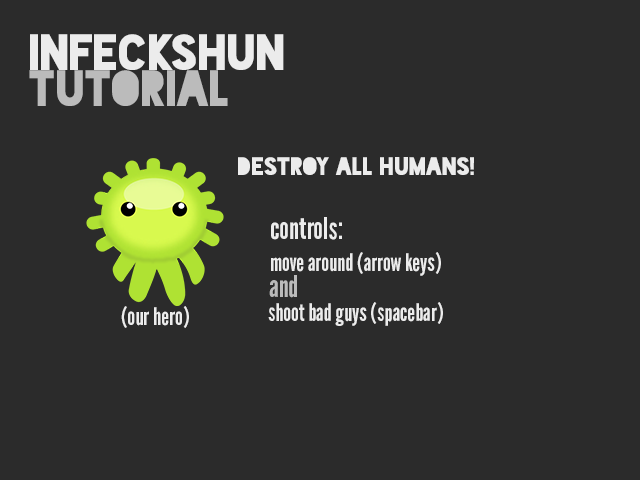 INFECKSHUN
TUTORIAL
DESTROY ALL HUMANS!
controls:
move around (arrow keys)
and
shoot bad guys (spacebar)
(our hero)